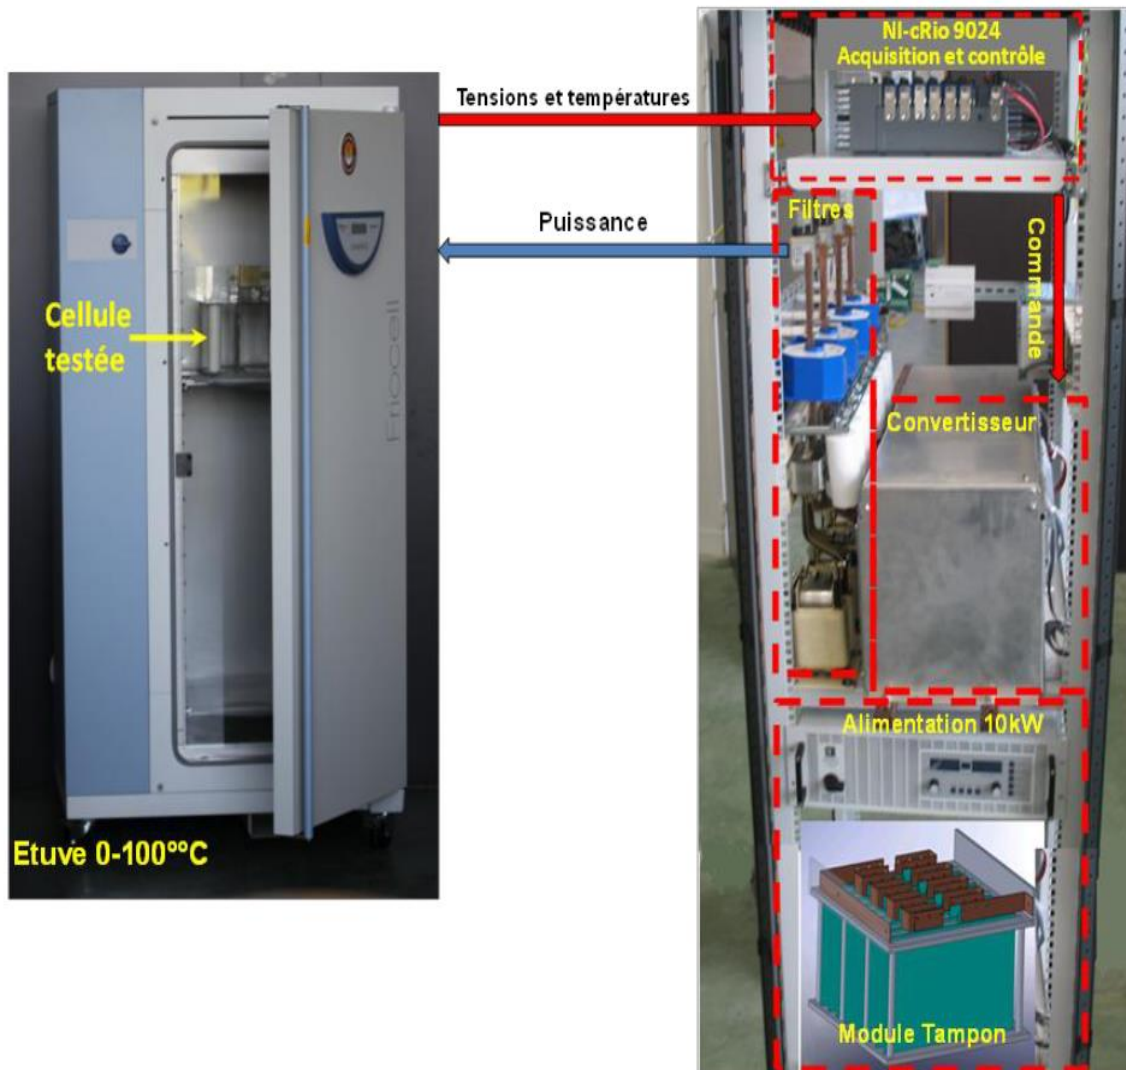 NI-cRio 9024
Acquisition et contrôle
Tensions et températures
Puissance
Filtres
Commande
Cellule
testée
Friocell
Convertisseur
Alimentation 10kW
Etuve 0-100°°C
Module Tampon